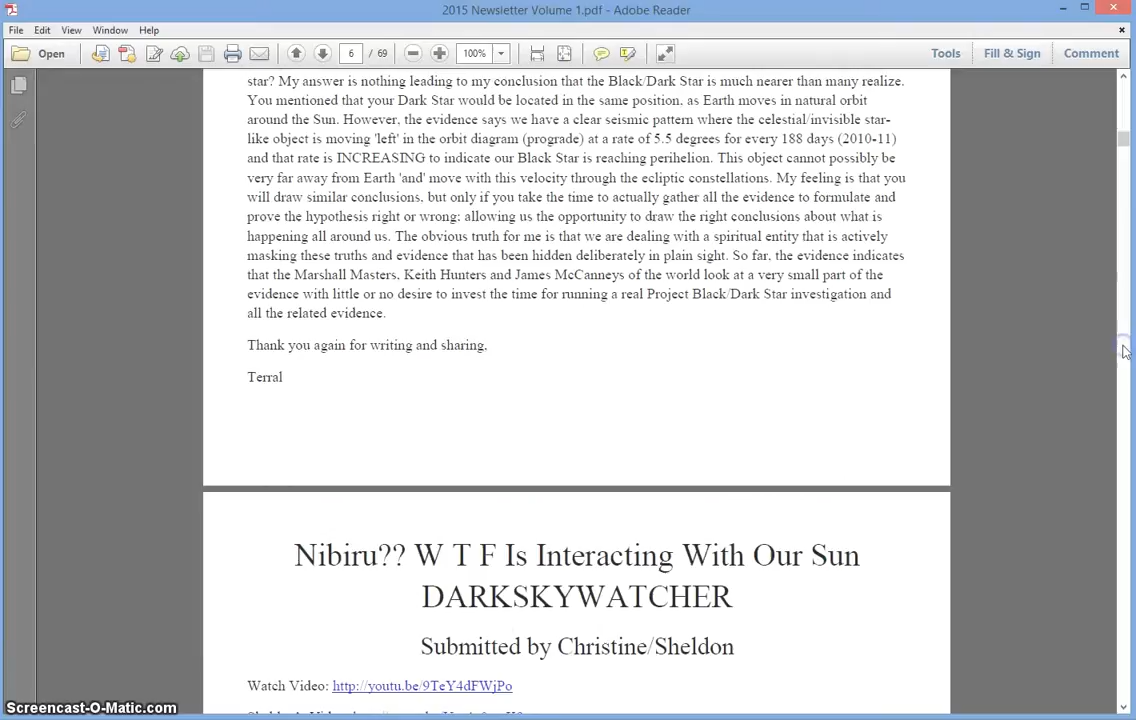 2015 Newsletter Volume 1.pdf - Adobe Reader
File Edit View Window Help
Open 6 / 69 100% Tools Fill & Sign Comment
star? My answer is nothing leading to my conclusion that the Black/Dark Star is much nearer than many realize.
You mentioned that your Dark Star would be located in the same position, as Earth moves in natural orbit
around the Sun. However, the evidence says we have a clear seismic pattern where the celestial/invisible star-
like object is moving 'left' in the orbit diagram (prograde) at a rate of 5.5 degrees for every 188 days (2010-11)
and that rate is INCREASING to indicate our Black Star is reaching perihelion. This object cannot possibly be
very far away from Earth 'and' move with this velocity through the ecliptic constellations. My feeling is that you
will draw similar conclusions, but only if you take the time to actually gather all the evidence to formulate and
prove the hypothesis right or wrong; allowing us the opportunity to draw the right conclusions about what is
happening all around us. The obvious truth for me is that we are dealing with a spiritual entity that is actively
masking these truths and evidence that has been hidden deliberately in plain sight. So far, the evidence indicates
that the Marshall Masters, Keith Hunters and James McCanneys of the world look at a very small part of the
evidence with little or no desire to invest the time for running a real Project Black/Dark Star investigation and
all the related evidence.
Thank you again for writing and sharing,
Terral
Nibiru?? W T F Is Interacting With Our Sun
DARKSKYWATCHER
Submitted by Christine/Sheldon
Watch Video: http://youtu.be/9TeY4dFWjPo
Screencast-O-Matic.com